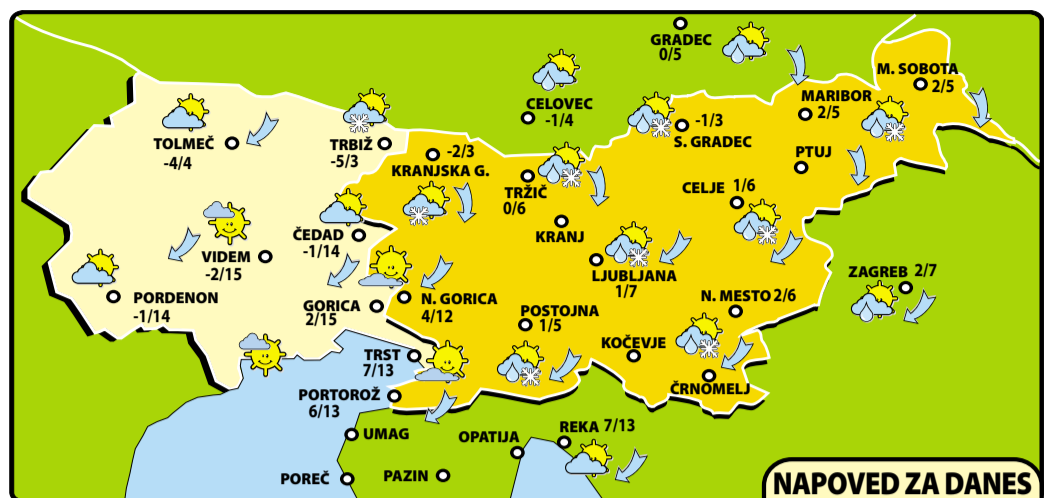 GRADEC
0/5
M. SOBOTA
2/5
CELOVEC
-1/4
MARIBOR
2/5
-1/3
S. GRADEC
TOLMEČ
-4/4
TRBIŽ
-5/3
-2/3
KRANJSKA G.
PTUJ
TRŽIČ
0/6
CELJE 1/6
ČEDAD
-1/14
KRANJ
VIDEM
-2/15
LJUBLJANA
1/7
ZAGREB 2/7
PORDENON
-1/14
GORICA
2/15
N. GORICA
4/12
POSTOJNA
1/5
N. MESTO 2/6
TRST
7/13
KOČEVJE
ČRNOMELJ
PORTOROŽ
6/13
UMAG
OPATIJA
REKA 7/13
POREČ
PAZIN
NAPOVED ZA DANES